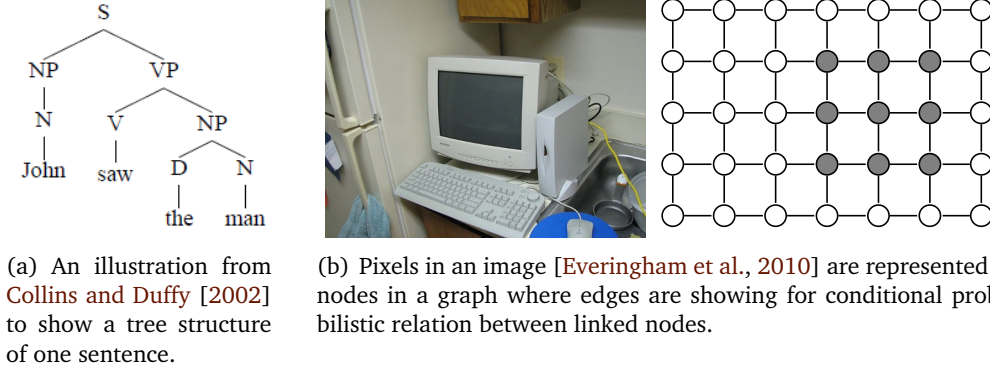 S
NP VP
N V NP
John saw D N
the man
(a) An illustration from
Collins and Duffy [2002]
to show a tree structure
of one sentence.
(b) Pixels in an image [Everingham et al., 2010] are represented
nodes in a graph where edges are showing for conditional prob
bilistic relation between linked nodes.